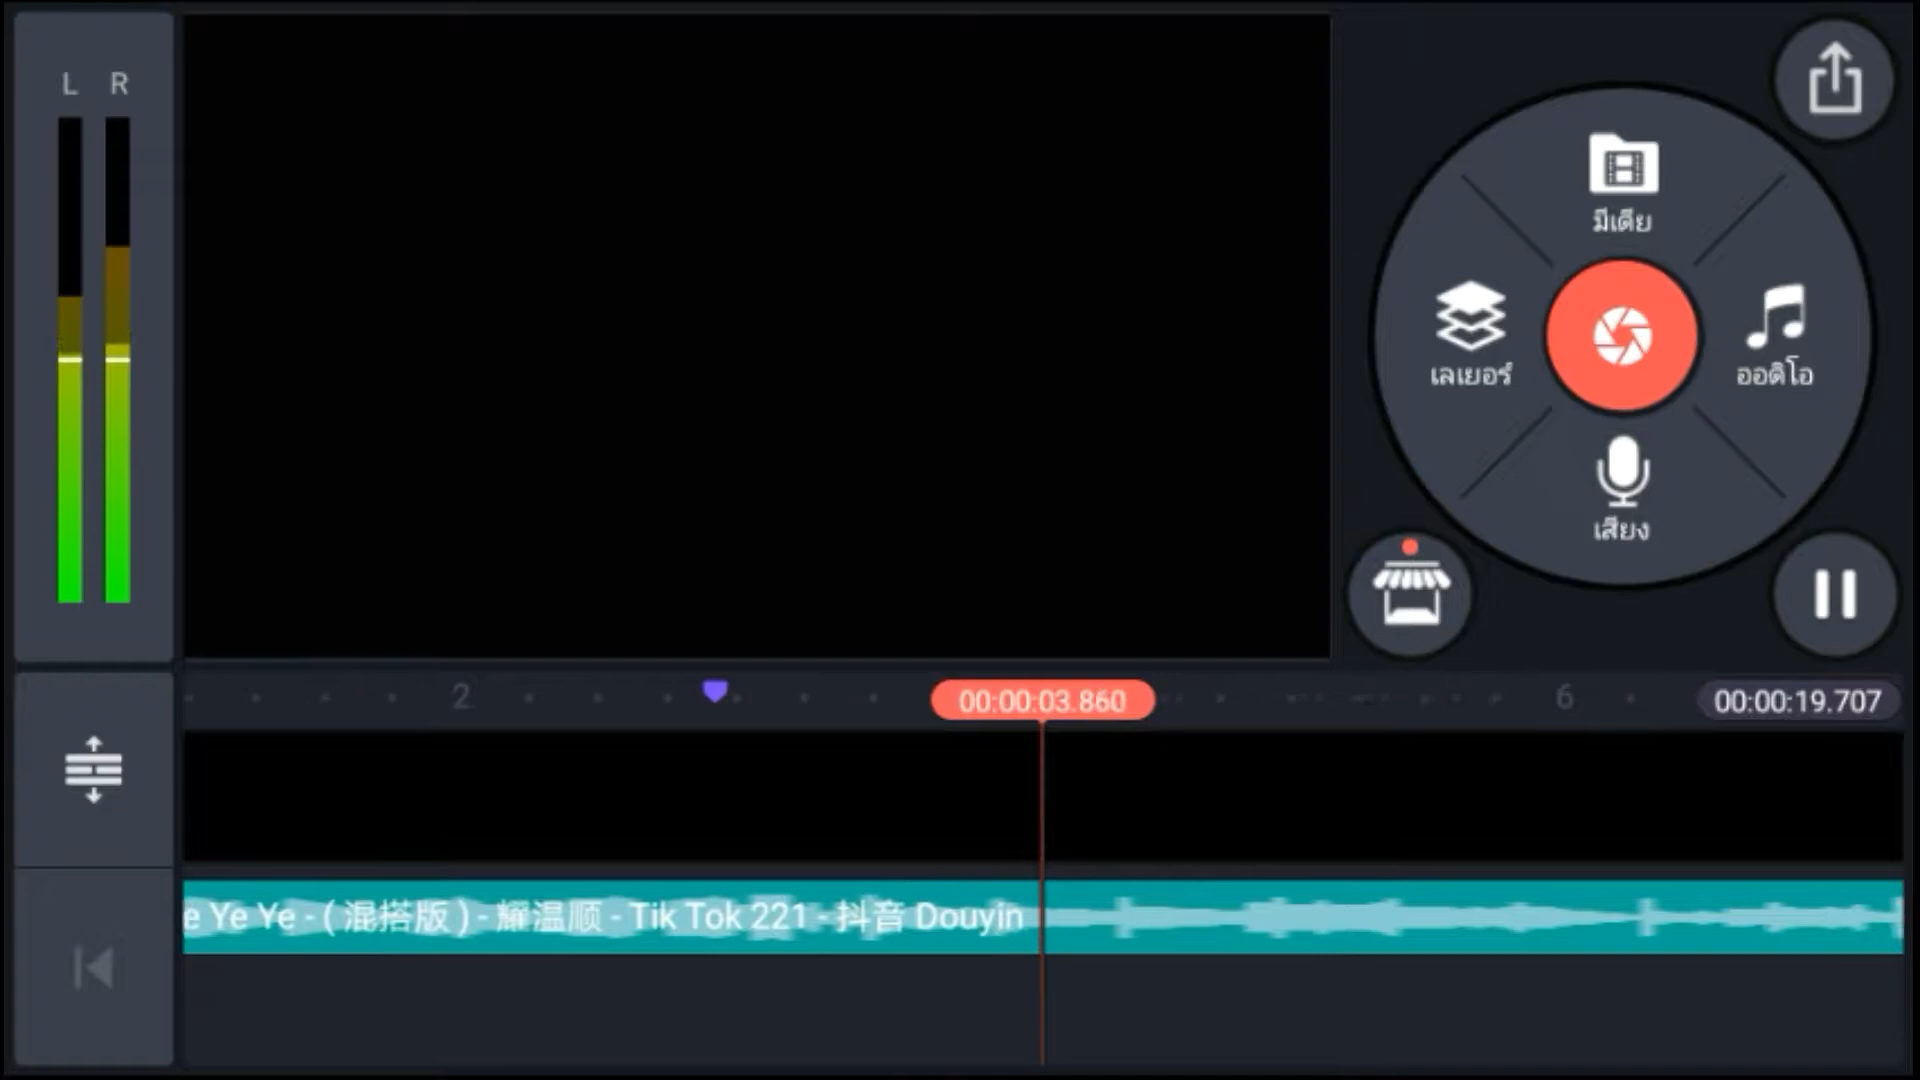 L R
มีเดีย
เลเยอร์
ออดิโอ
เสียง
2
00:00:03.860
6
00:00:19.707
e Ye Ye - ( 混搭版 ) - 耀温顺 - Tik Tok 221 - 抖音 Douyin